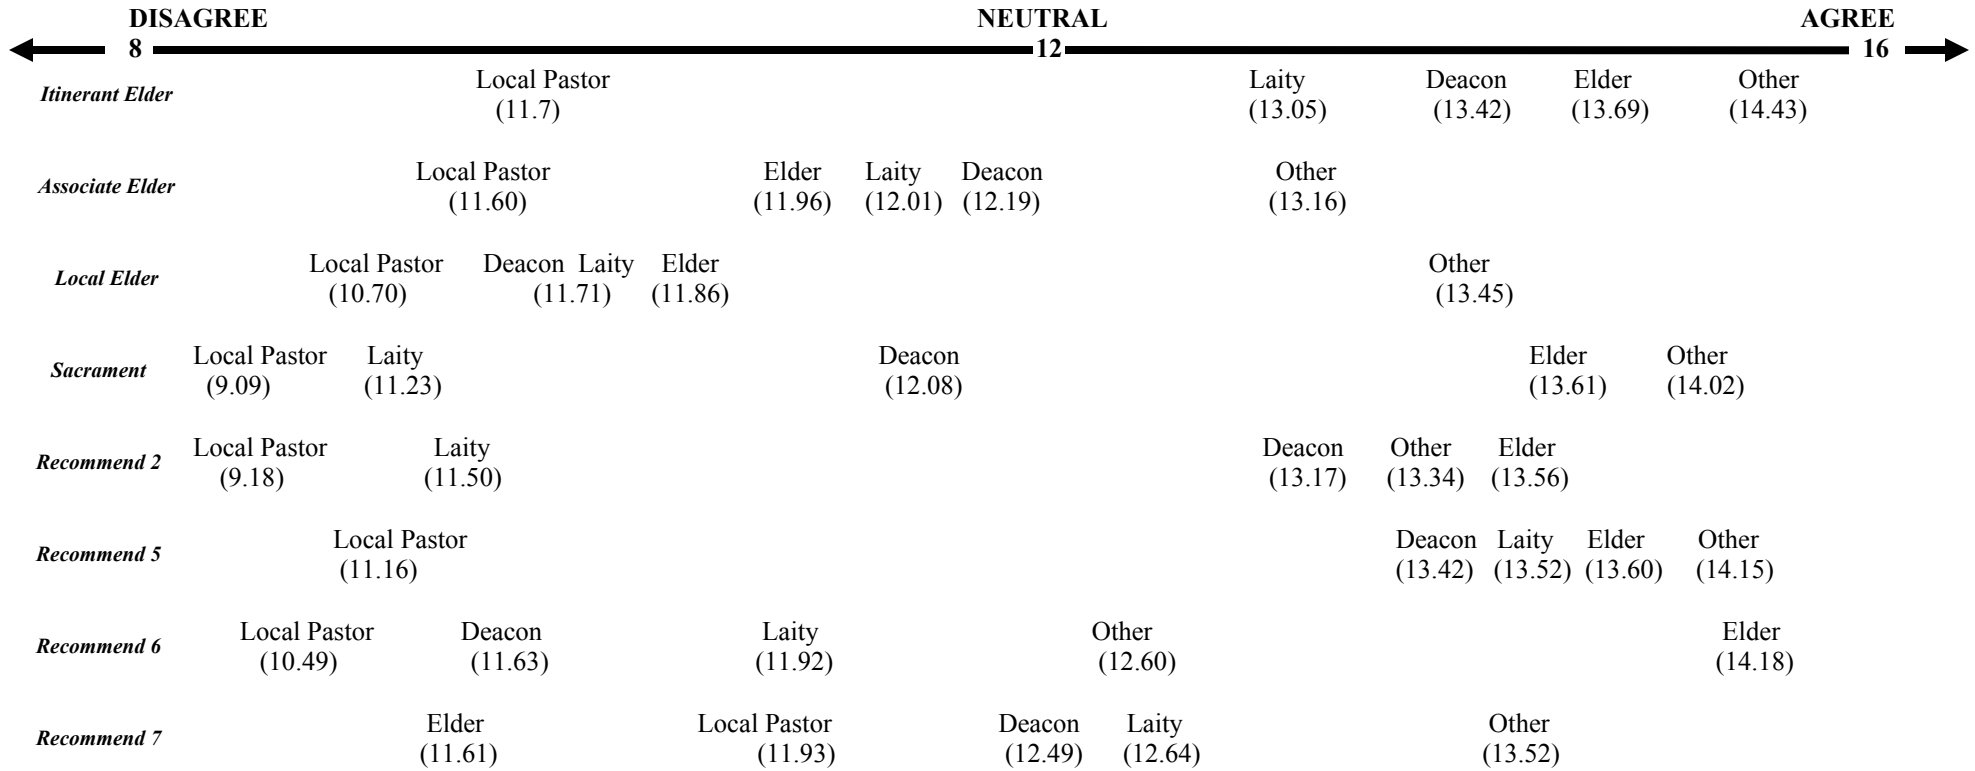 DISAGREE NEUTRAL AGREE
8 12 16
Local Pastor Laity Deacon Elder Other
Itinerant Elder
(11.7) (13.05) (13.42) (13.69) (14.43)
Local Pastor Elder Laity Deacon Other
Associate Elder
(11.60) (11.96) (12.01) (12.19) (13.16)
Local Pastor Deacon Laity Elder Other
Local Elder
(10.70) (11.71) (11.86) (13.45)
Local Pastor Laity Deacon Elder Other
Sacrament
(9.09) (11.23) (12.08) (13.61) (14.02)
Local Pastor Laity Deacon Other Elder
Recommend 2
(9.18) (11.50) (13.17) (13.34) (13.56)
Local Pastor Deacon Laity Elder Other
Recommend 5
(11.16) (13.42) (13.52) (13.60) (14.15)
Local Pastor Deacon Laity Other Elder
Recommend 6
(10.49) (11.63) (11.92) (12.60) (14.18)
Elder Local Pastor Deacon Laity Other
Recommend 7
(11.61) (11.93) (12.49) (12.64) (13.52)